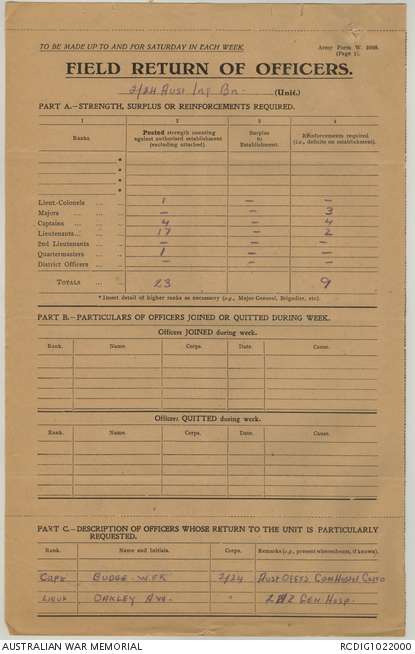 TO BE MADE UP TO AND FOR SATURDAY IN EACH WEEK.
Army Form W. 3008.
(Page 1).
FIELD RETURN OF OFFICERS.
2/24 Aust Inf Bn. (Unit.)
PART A.—STRENGTH, SURPLUS OR REINFORCEMENTS REQUIRED.
1 2 3 4
Ranks. Posted strength counting against authorised establishment (excluding attached). Surplus to Establishment. Reinforcements required (i.e., deficits on establishment).
*
*
*
*
Lieut.-Colonels ... ... 1 — —
Majors ... ... — — 3
Captains ... ... 4 — 4
Lieutenants... ... 17 — 2
2nd Lieutenants ... ... — — —
Quartermasters ... 1 — —
District Officers ... — — —
TOTALS ... ... 23 9
*Insert detail of higher ranks as necessary (e.g., Major-General, Brigadier, etc).
PART B.—PARTICULARS OF OFFICERS JOINED OR QUITTED DURING WEEK.
Officers JOINED during week.
Rank. Name. Corps. Date. Cause.
Officers QUITTED during week.
Rank. Name. Corps. Date. Cause.
PART C.—DESCRIPTION OF OFFICERS WHOSE RETURN TO THE UNIT IS PARTICULARLY REQUESTED.
Rank. Name and Initials. Corps. Remarks (e.g., present whereabouts, if known).
Capt BUDGE 2/24 Aust Offrs Con
Lieut OAKLEY " Gen Hosp.
AUSTRALIAN WAR MEMORIAL
RCDIG1022000